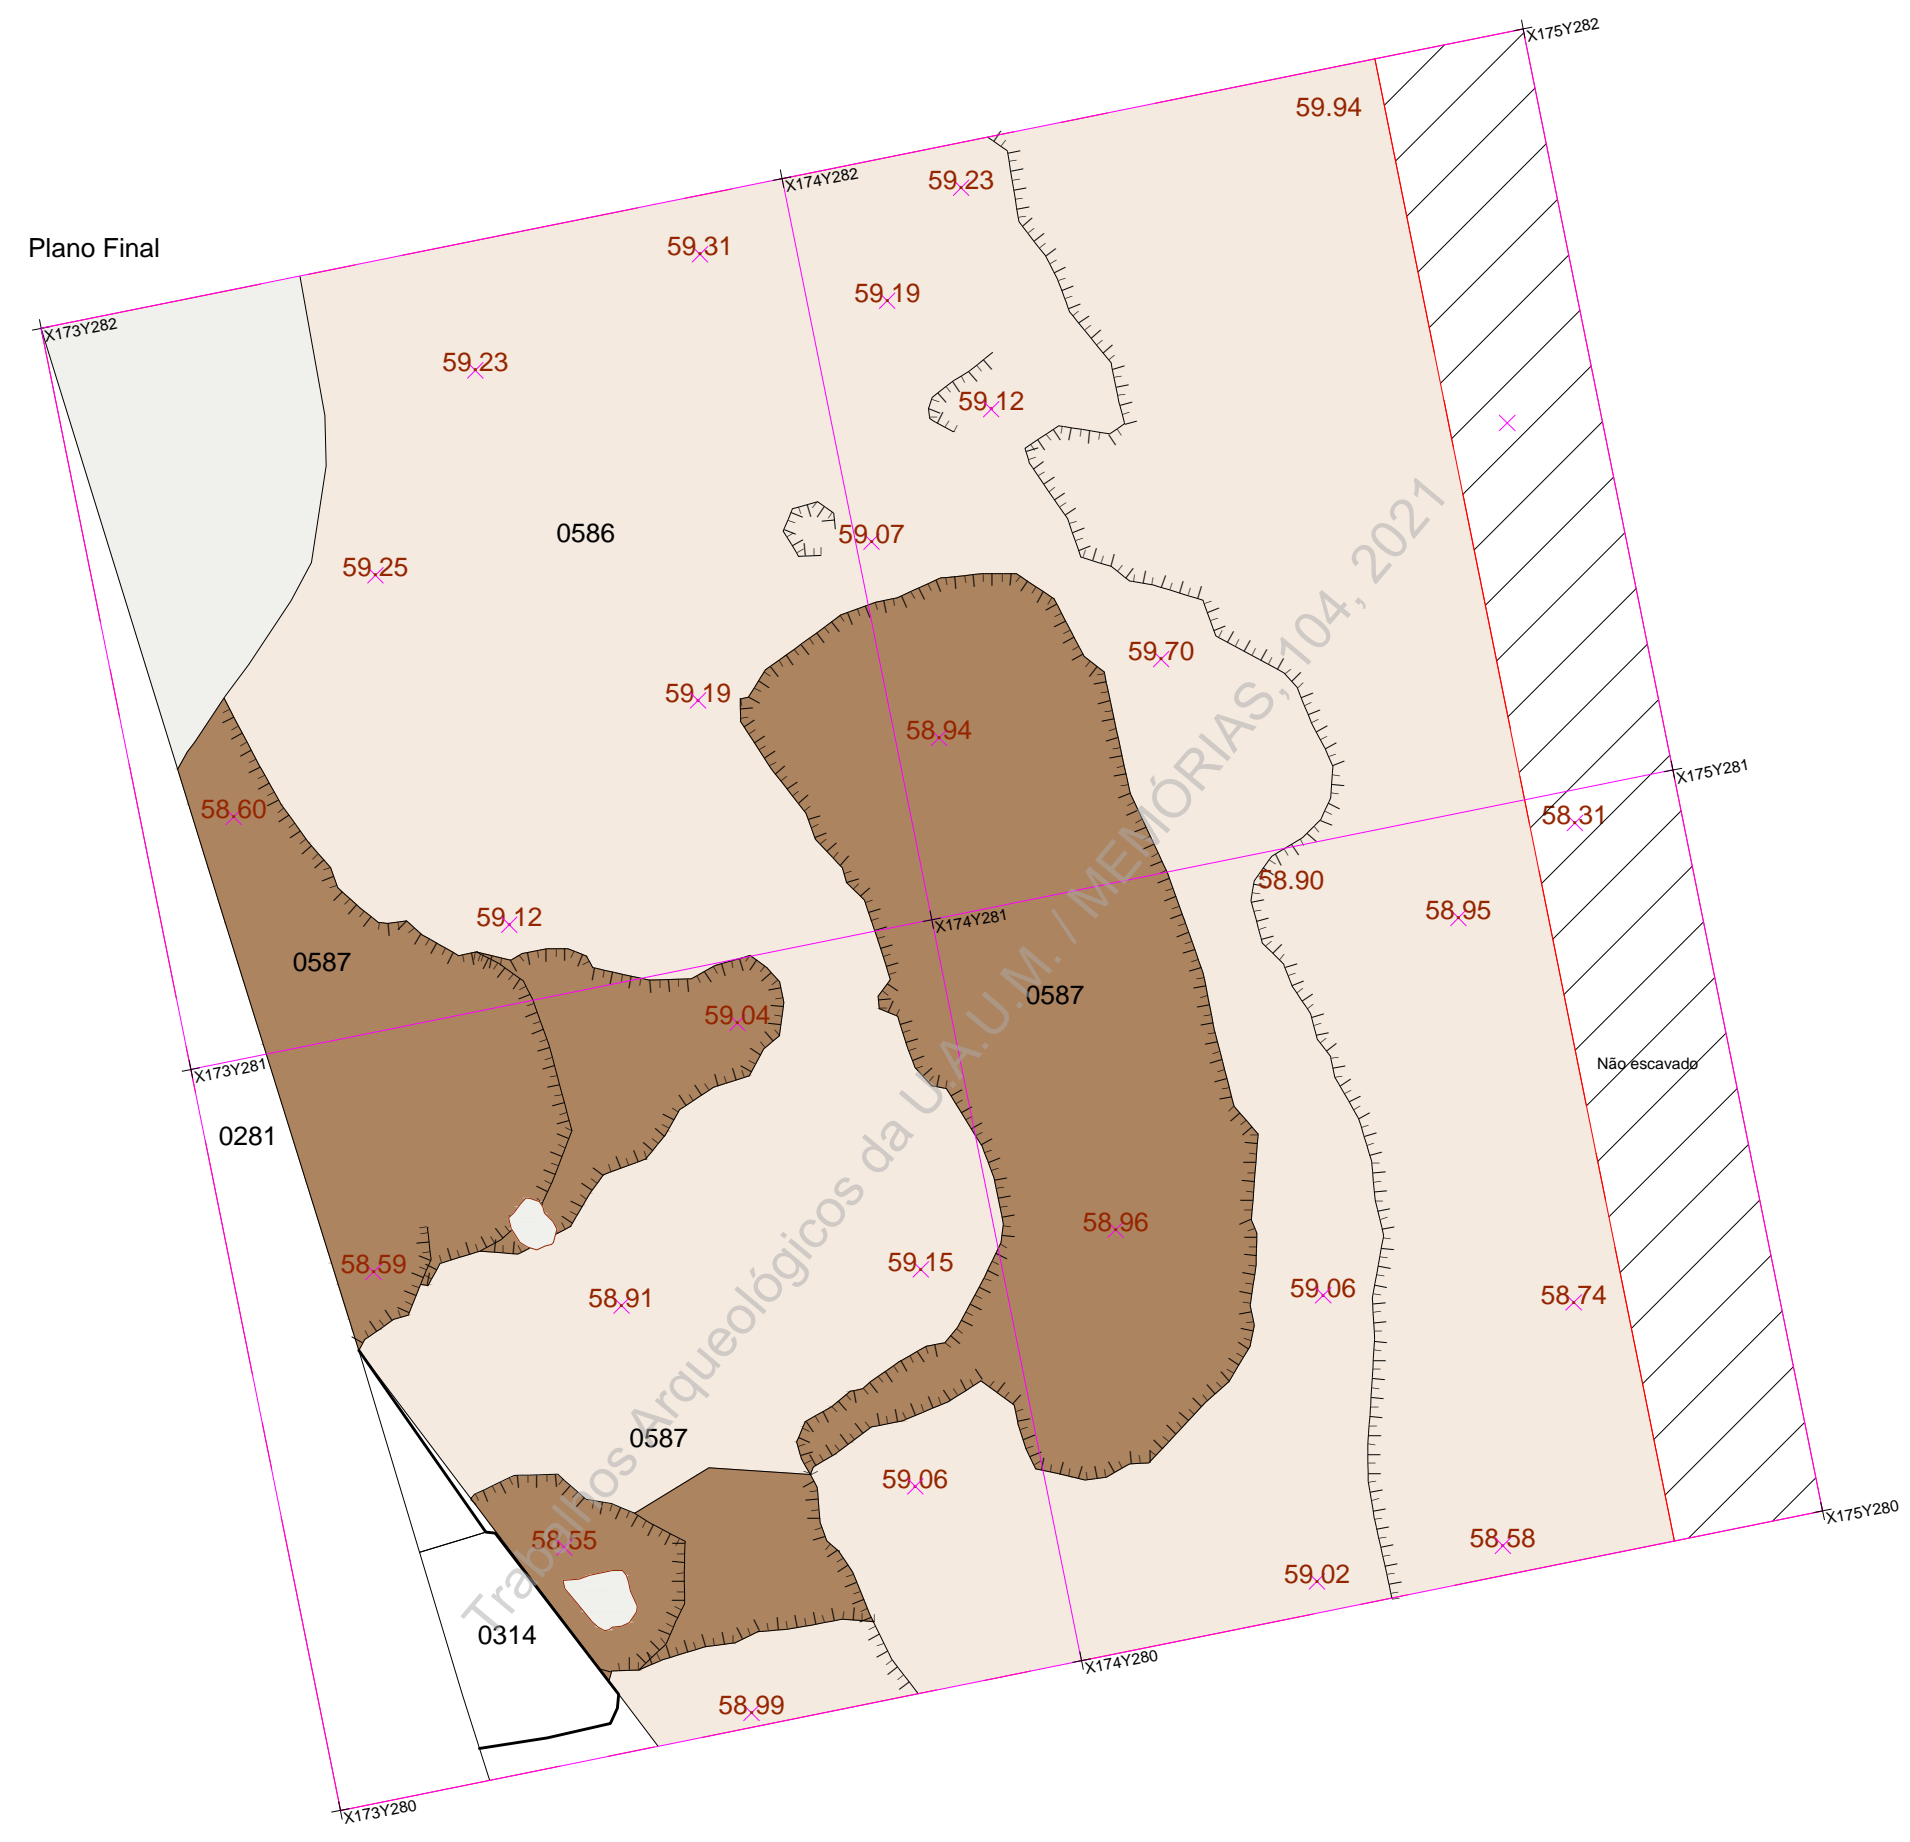 X175Y282
59.94
X174Y282
59.23
Plano Final
59.31
59.19
X173Y282
59.23
59.12
0586
59.07
59.25
59.70
59.19
58.94
X175Y281
58.60
58.31
58.90
58.95
59.12
X174Y281
0587
0587
59.04
Não escavado
X173Y281
0281
58.96
59.15
58.59
59.06
58.74
58.91
0587
59.06
X175Y280
58.55
58.58
59.02
0314
X174Y280
58.99
X173Y280
Trabalhos Arqueológicos da U.A.U.M. / MEMÓRIAS, 104, 2021